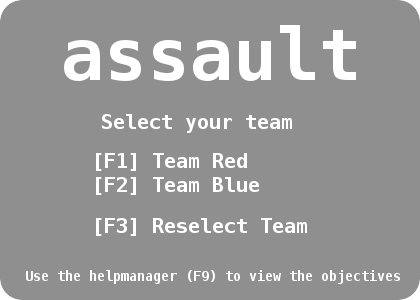 assault
Select your team
[F1] Team Red
[F2] Team Blue
[F3] Reselect Team
Use the helpmanager (F9) to view the objectives